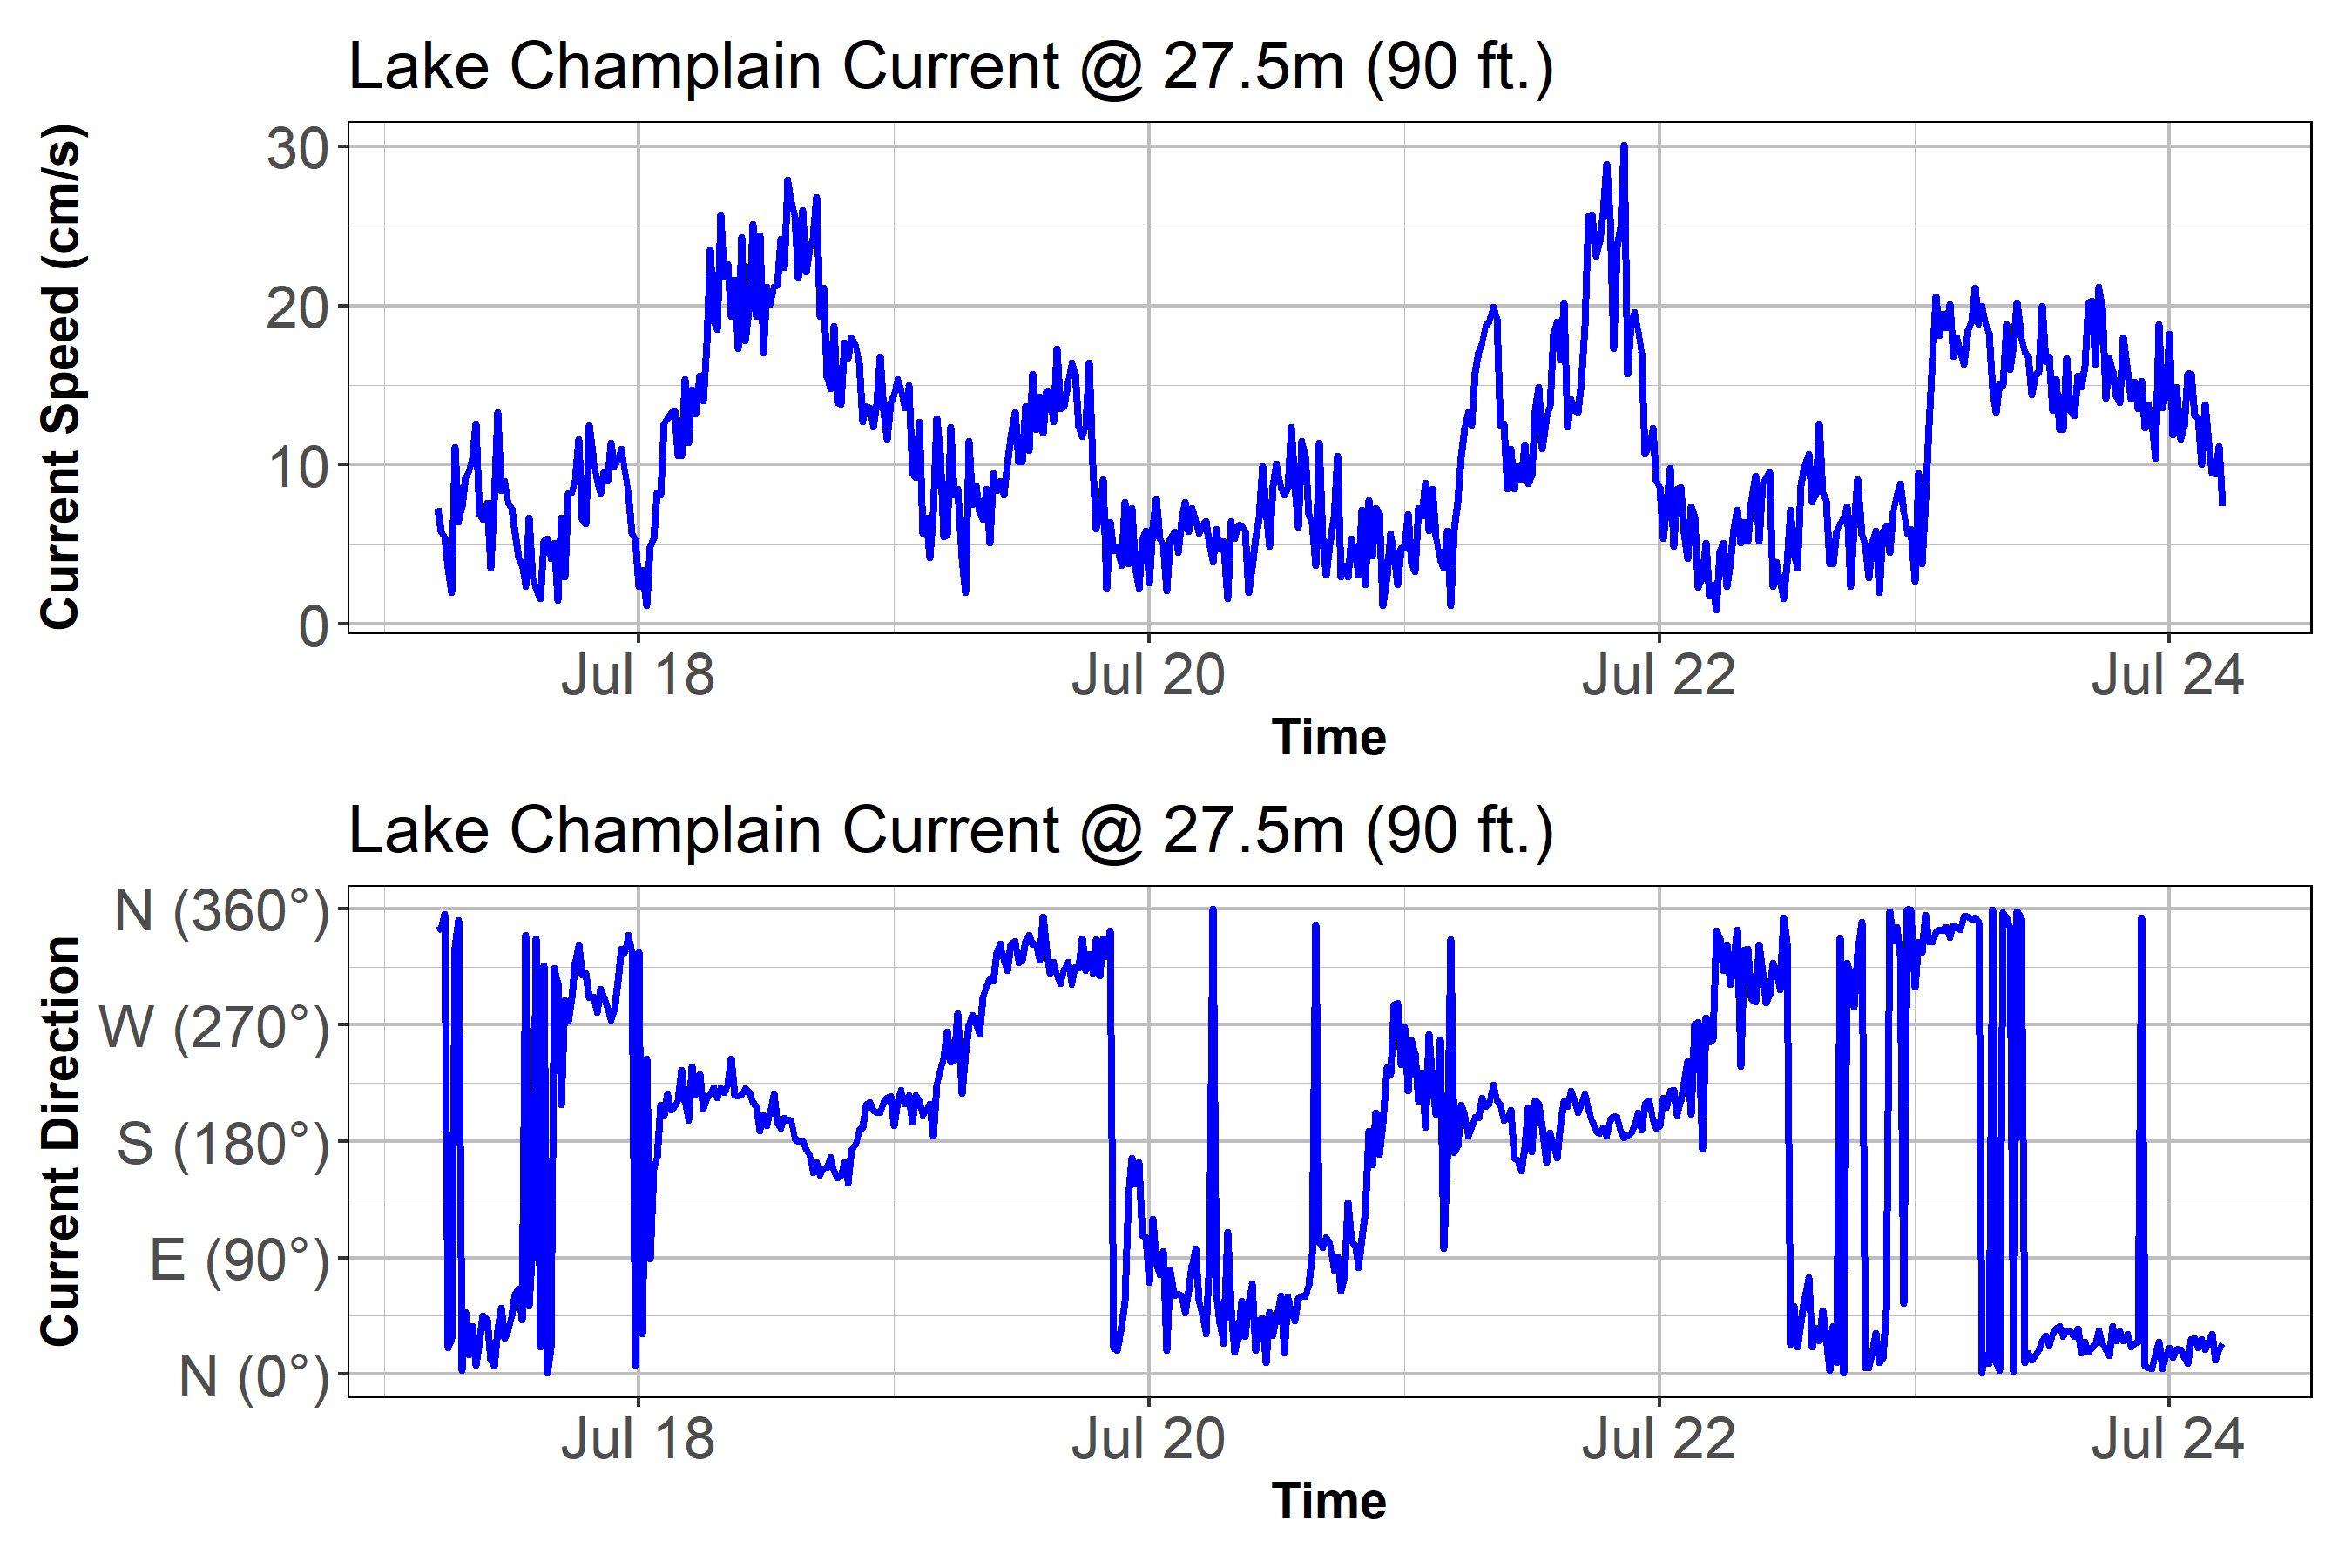 Lake Champlain Current @ 27.5m (90 ft.)
Current Speed (cm/s)
30
20
10
0
Jul 18 Jul 20 Jul 22 Jul 24
Time
Lake Champlain Current @ 27.5m (90 ft.)
Current Direction
N (360°)
W (270°)
S (180°)
E (90°)
N (0°)
Jul 18 Jul 20 Jul 22 Jul 24
Time